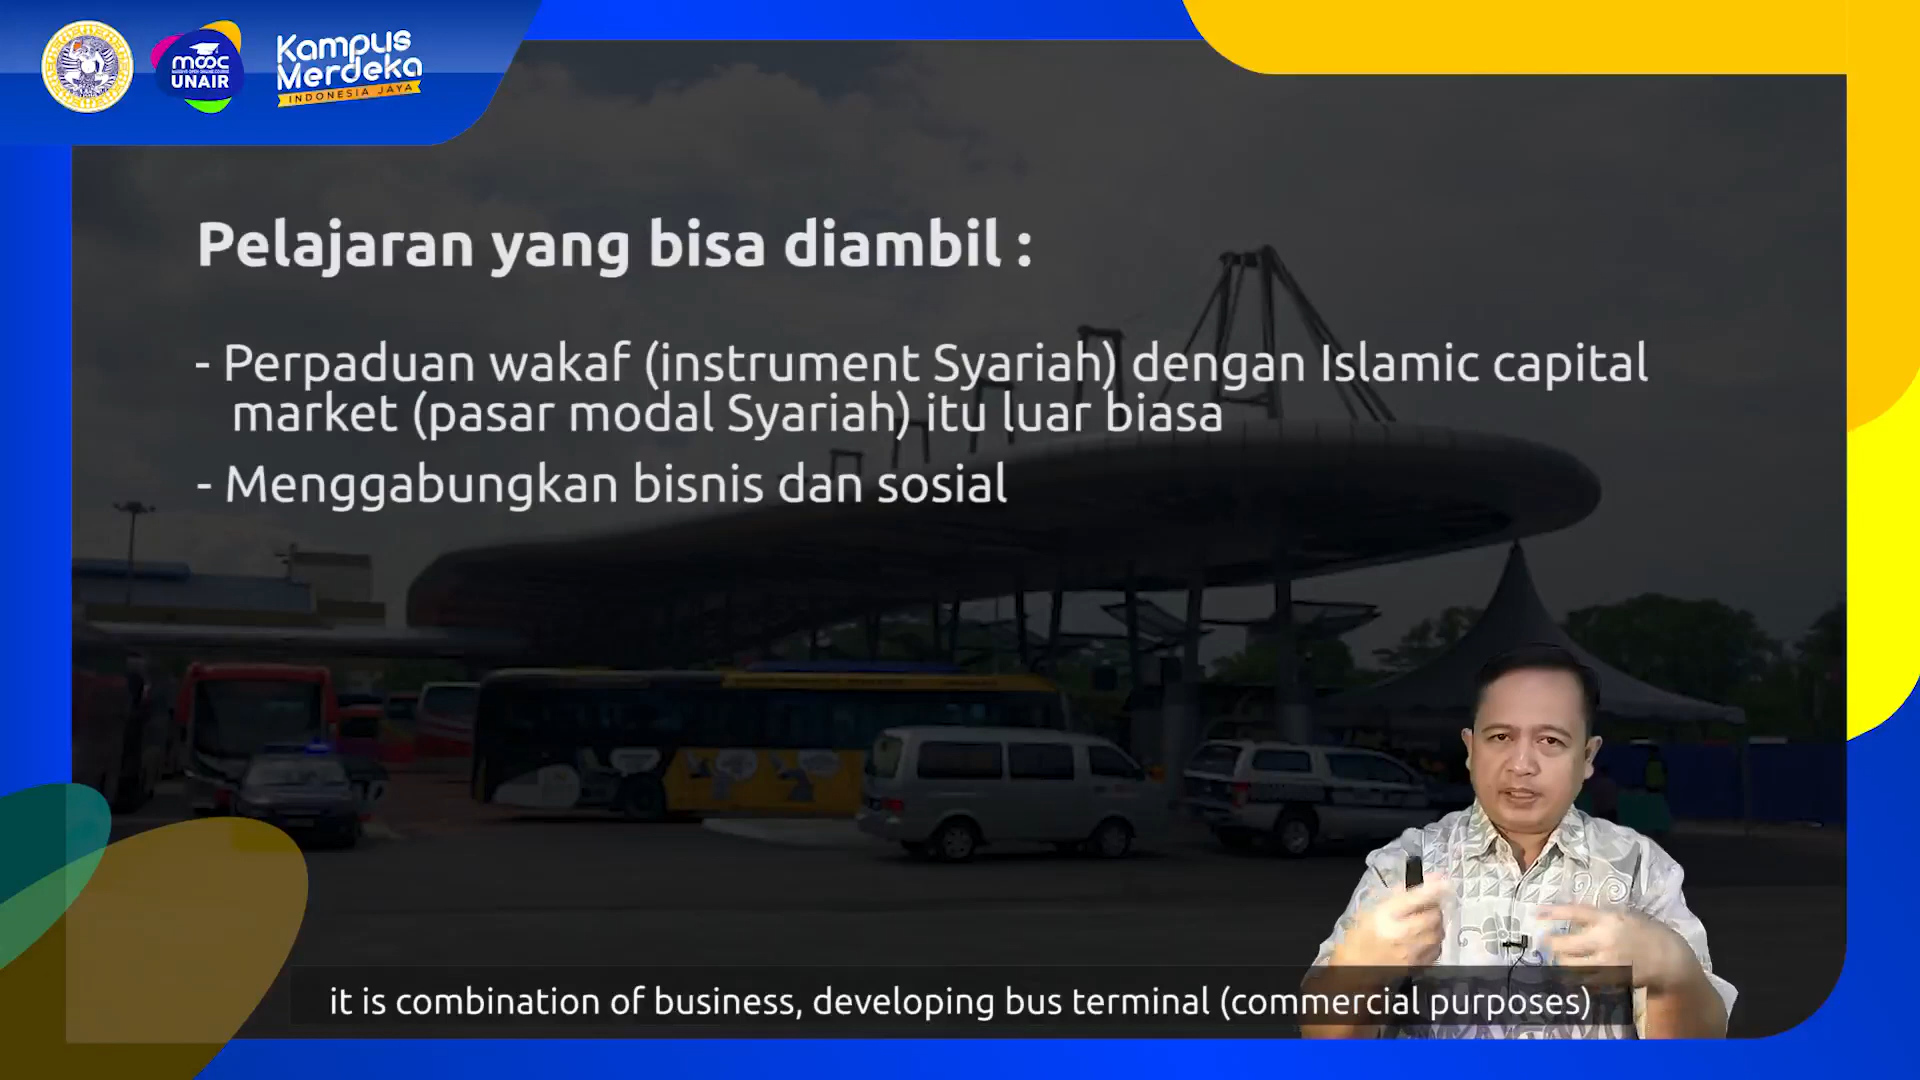 mooc
UNAIR
Kampus
Merdeka
INDONESIA JAYA
Pelajaran yang bisa diambil :
- Perpaduan wakaf (instrument Syariah) dengan Islamic capital
market (pasar modal Syariah) itu luar biasa
- Menggabungkan bisnis dan sosial
it is combination of business, developing bus terminal (commercial purposes)